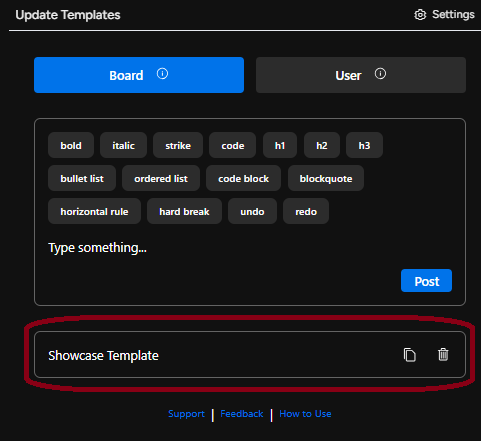 Update Templates Settings
Board User
bold italic strike code h1 h2 h3
bullet list ordered list code block blockquote
horizontal rule hard break undo redo
Type something...
Post
Showcase Template
Support | Feedback | How to Use